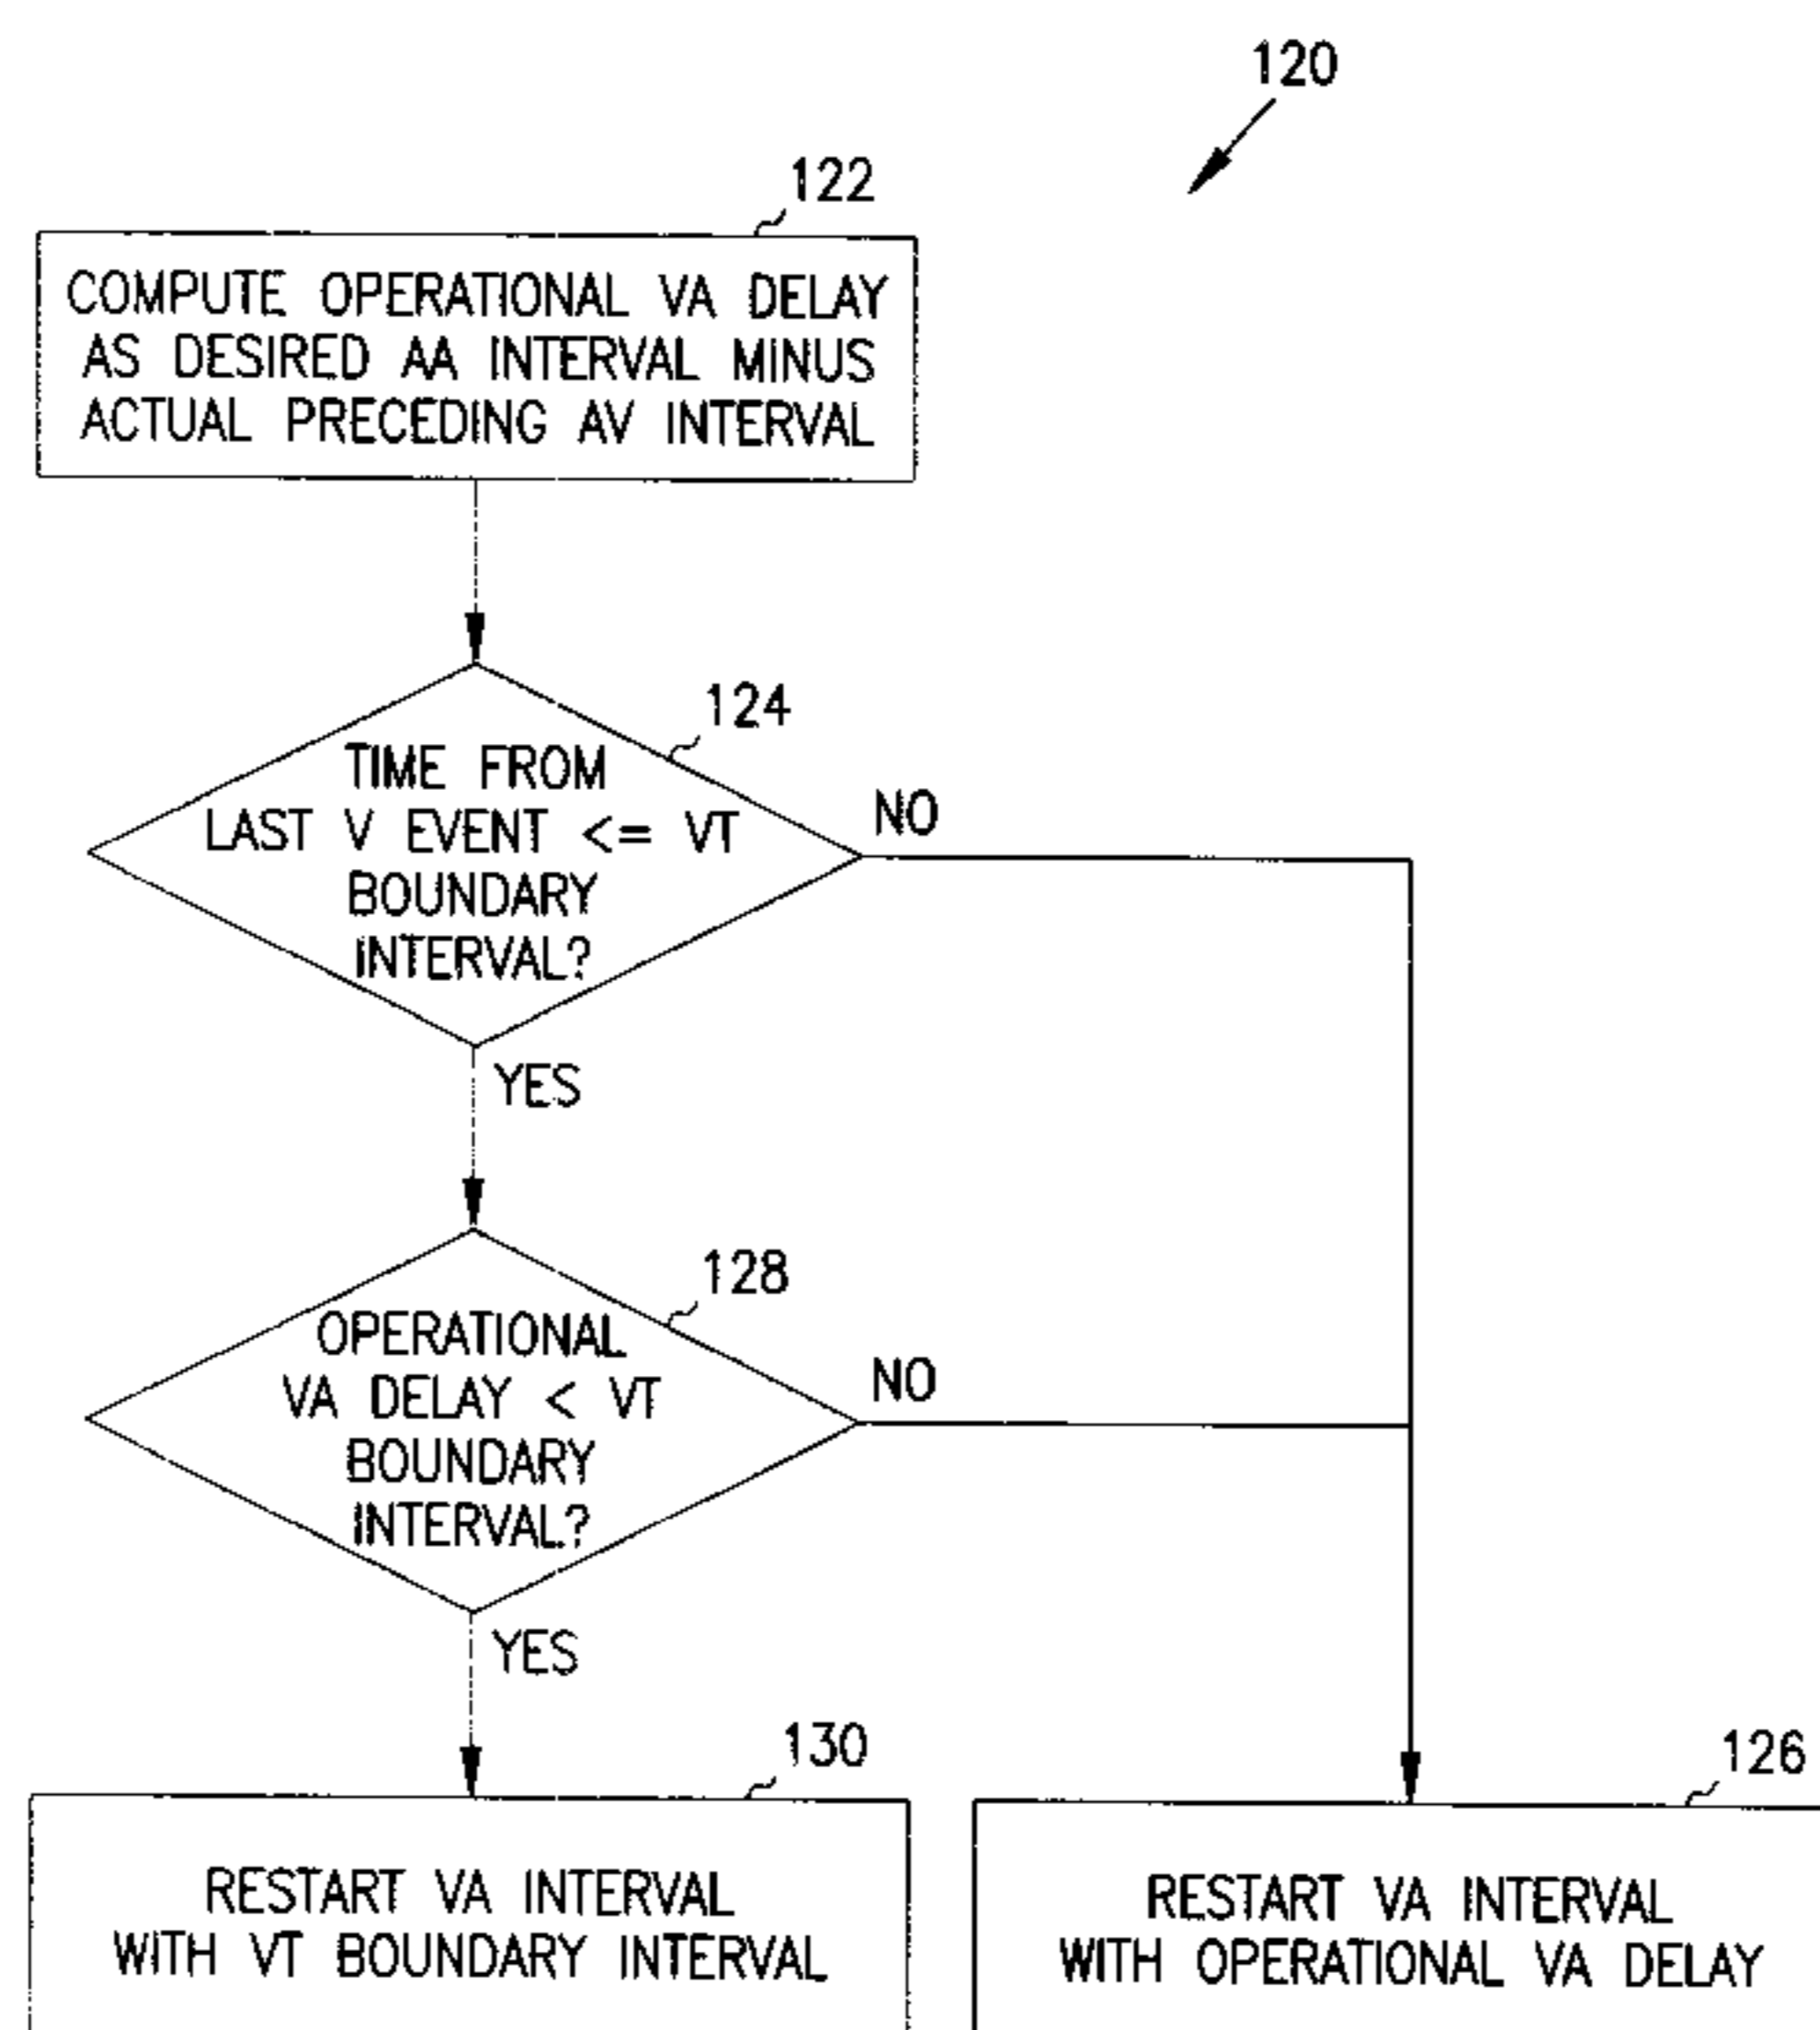 120
122
COMPUTE OPERATIONAL VA DELAY
AS DESIRED AA INTERVAL MINUS
ACTUAL PRECEDING AV INTERVAL
124
TIME FROM
LAST V EVENT <= VT
BOUNDARY
INTERVAL?
NO
YES
128
OPERATIONAL
VA DELAY < VT
BOUNDARY
INTERVAL?
NO
YES
130
RESTART VA INTERVAL
WITH VT BOUNDARY INTERVAL
126
RESTART VA INTERVAL
WITH OPERATIONAL VA DELAY